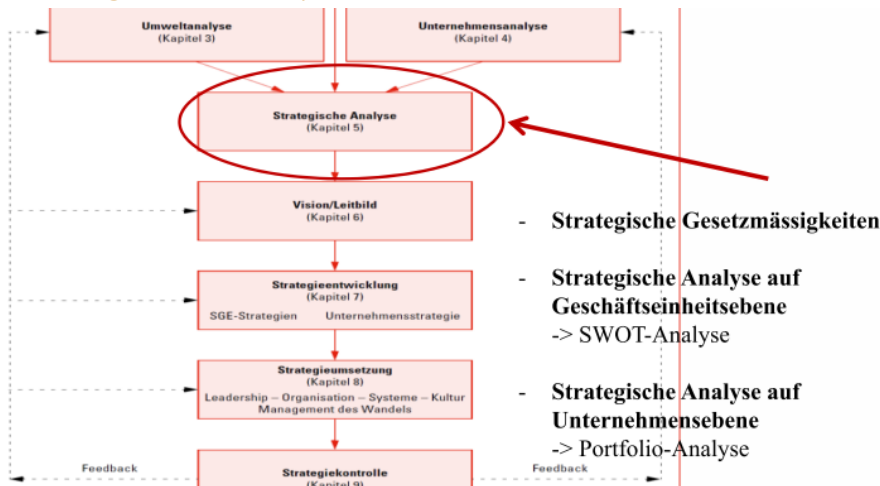 Umweltanalyse
(Kapitel 3)
Unternehmensanalyse
(Kapitel 4)
Strategische Analyse
(Kapitel 5)
Vision/Leitbild
(Kapitel 6)
Strategieentwicklung
(Kapitel 7)
SGE-Strategien Unternehmensstrategie
Strategieumsetzung
(Kapitel 8)
Leadership – Organisation – Systeme – Kultur
Management des Wandels
Feedback
Strategiekontrolle
(Kapitel 9)
Feedback
- Strategische Gesetzmässigkeiten
- Strategische Analyse auf
Geschäftseinheitsebene
-> SWOT-Analyse
- Strategische Analyse auf
Unternehmensebene
-> Portfolio-Analyse